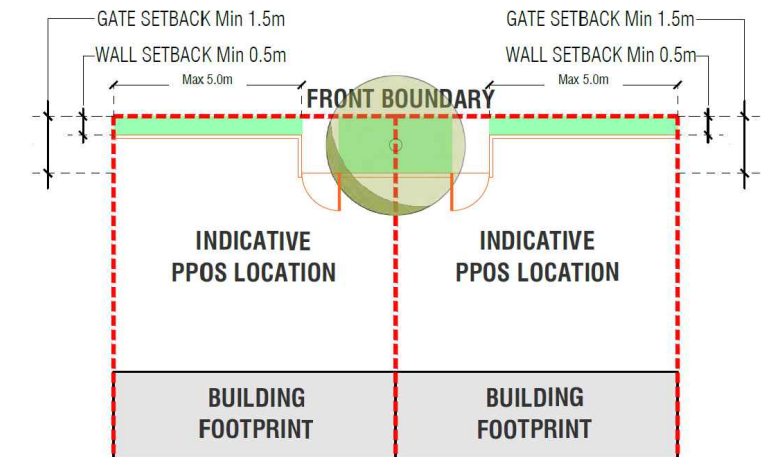 GATE SETBACK Min 1.5m
GATE SETBACK Min 1.5m
WALL SETBACK Min 0.5m
WALL SETBACK Min 0.5m
Max 5.0m
Max 5.0m
FRONT BOUNDARY
INDICATIVE
PPOS LOCATION
INDICATIVE
PPOS LOCATION
BUILDING
FOOTPRINT
BUILDING
FOOTPRINT